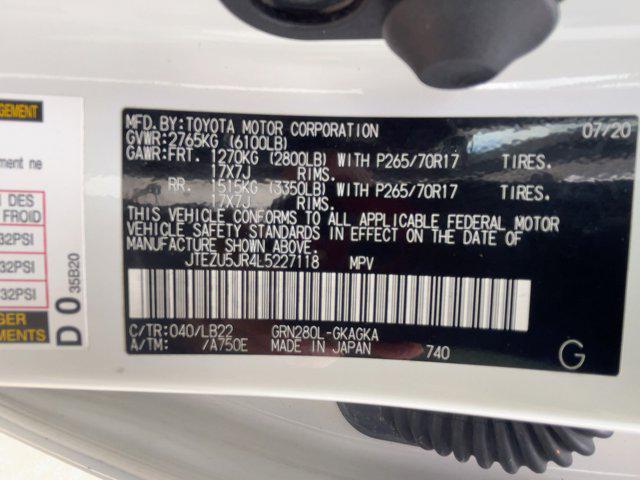 GEMENT
ement ne
N DES
À FROID
32PSI
32PSI
32PSI
GER
EMENTS
D 0 35B20
MFD.BY:TOYOTA MOTOR CORPORATION 07/20
GVWR:2765KG (6100LB)
GAWR:FRT. 1270KG (2800LB) WITH P265/70R17 TIRES.
17X7J RIMS.
RR. 1515KG (3350LB) WITH P265/70R17 TIRES.
17X7J RIMS.
THIS VEHICLE CONFORMS TO ALL APPLICABLE FEDERAL MOTOR
VEHICLE SAFETY STANDARDS IN EFFECT ON THE DATE OF
MANUFACTURE SHOWN ABOVE.
JTEZU5JR4L5227118 MPV
C/TR:040/LB22 GRN280L-GKAGKA
A/TM: /A750E MADE IN JAPAN 740
G